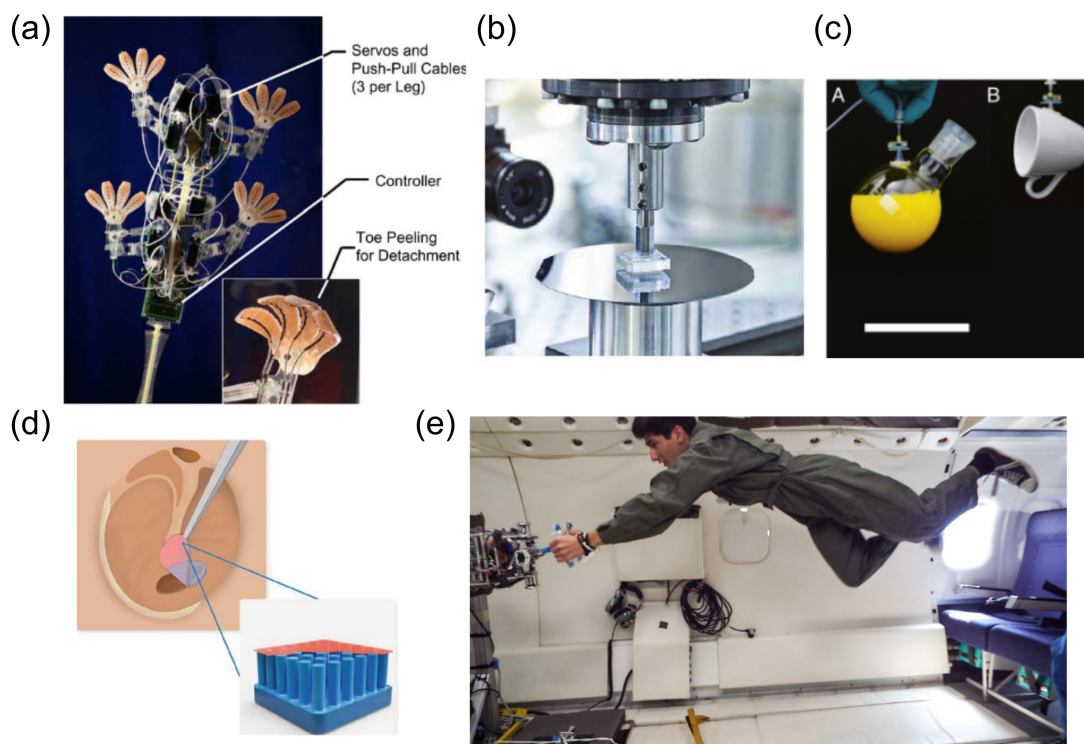 (a)
Servos and
Push-Pull Cables
(3 per Leg)
Controller
Toe Peeling
for Detachment
(b)
(c)
A
B
(d)
(e)